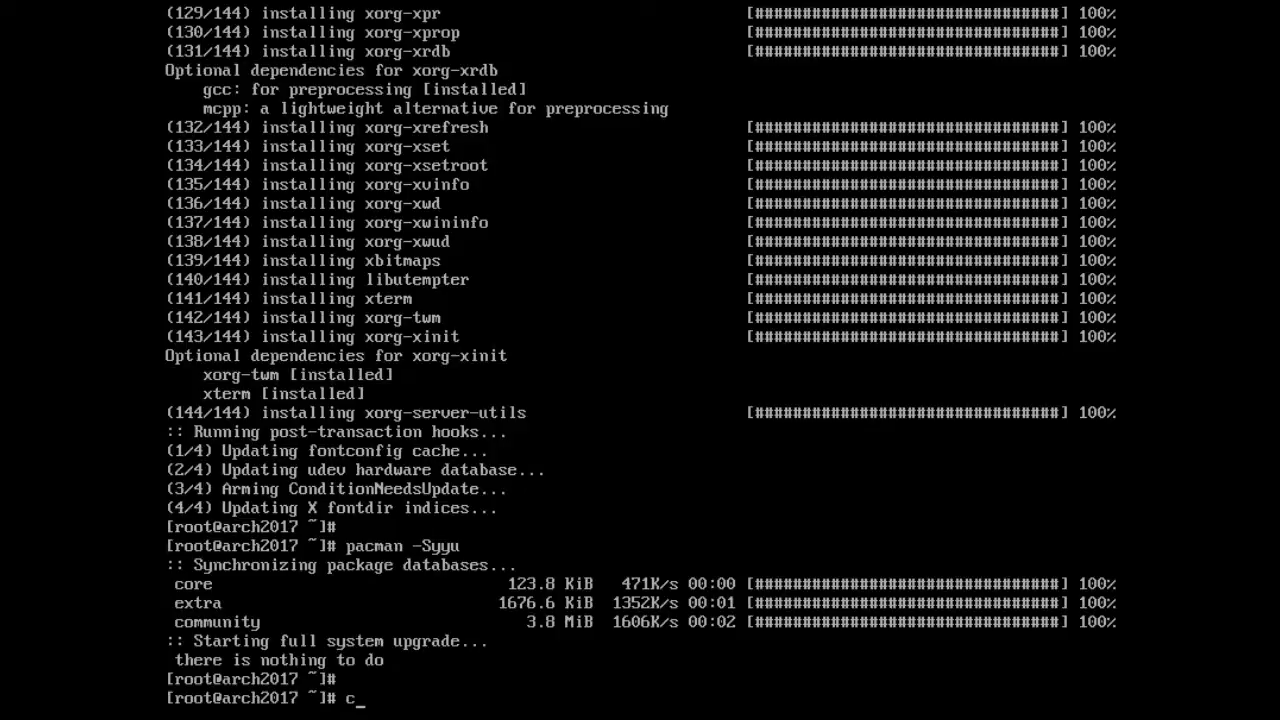 (129/144) installing xorg-xpr [################################] 100%
(130/144) installing xorg-xprop [################################] 100%
(131/144) installing xorg-xrdb [################################] 100%
Optional dependencies for xorg-xrdb
    gcc: for preprocessing [installed]
    mcpp: a lightweight alternative for preprocessing
(132/144) installing xorg-xrefresh [################################] 100%
(133/144) installing xorg-xset [################################] 100%
(134/144) installing xorg-xsetroot [################################] 100%
(135/144) installing xorg-xvinfo [################################] 100%
(136/144) installing xorg-xwd [################################] 100%
(137/144) installing xorg-xwininfo [################################] 100%
(138/144) installing xorg-xwud [################################] 100%
(139/144) installing xbitmaps [################################] 100%
(140/144) installing libutempter [################################] 100%
(141/144) installing xterm [################################] 100%
(142/144) installing xorg-twm [################################] 100%
(143/144) installing xorg-xinit [################################] 100%
Optional dependencies for xorg-xinit
    xorg-twm [installed]
    xterm [installed]
(144/144) installing xorg-server-utils [################################] 100%
:: Running post-transaction hooks...
(1/4) Updating fontconfig cache...
(2/4) Updating udev hardware database...
(3/4) Arming ConditionNeedsUpdate...
(4/4) Updating X fontdir indices...
[root@arch2017 ~]#
[root@arch2017 ~]# pacman -Syyu
:: Synchronizing package databases...
 core 123.8 KiB 471K/s 00:00 [################################] 100%
 extra 1676.6 KiB 1352K/s 00:01 [################################] 100%
 community 3.8 MiB 1606K/s 00:02 [################################] 100%
:: Starting full system upgrade...
 there is nothing to do
[root@arch2017 ~]#
[root@arch2017 ~]# c_